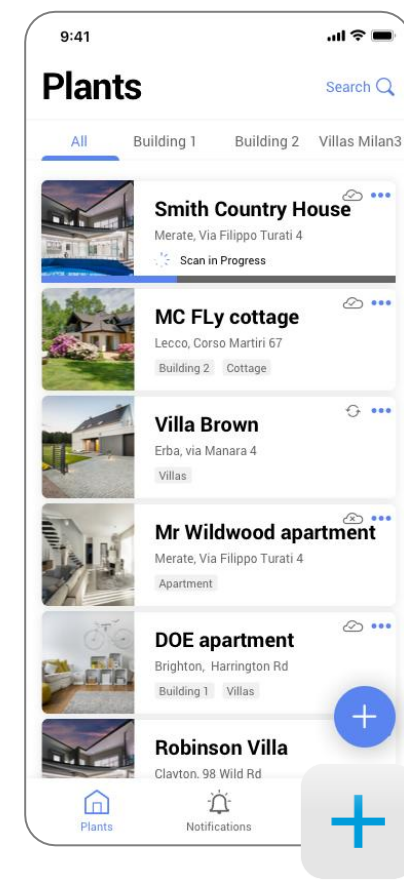 9:41
Plants
Search
All Building 1 Building 2 Villas Milan3
Smith Country House
Merate, Via Filippo Turati 4
Scan in Progress
MC FLy cottage
Lecco, Corso Martiri 67
Building 2 Cottage
Villa Brown
Erba, via Manara 4
Villas
Mr Wildwood apartment
Merate, Via Filippo Turati 4
Apartment
DOE apartment
Brighton, Harrington Rd
Building 1 Villas
Robinson Villa
Clayton, 98 Wild Rd
Plants Notifications